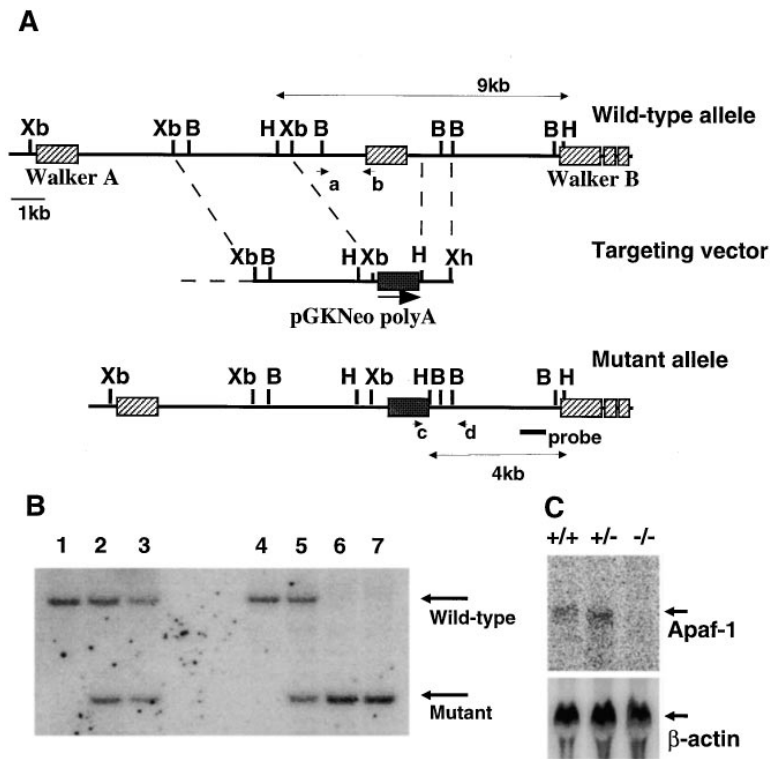 A
9kb
Wild-type allele
Xb Xb B H Xb B B B B H
a b
Walker A Walker B
1kb
Targeting vector
Xb B H Xb H Xh
pGKNeo polyA
Mutant allele
Xb Xb B H Xb H B B B H
c d probe
4kb
B
1 2 3 4 5 6 7
Wild-type
Mutant
C
+/+ +/- -/-
Apaf-1
β-actin